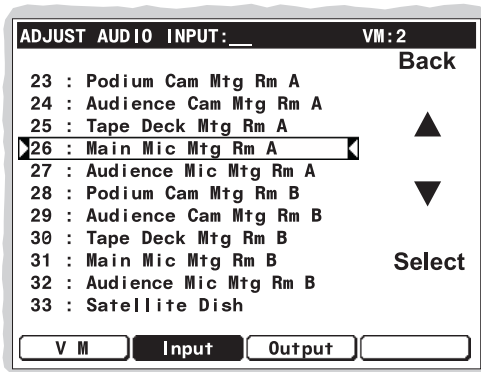 ADJUST AUDIO INPUT:__ VM:2
Back
23 : Podium Cam Mtg Rm A
24 : Audience Cam Mtg Rm A
25 : Tape Deck Mtg Rm A
26 : Main Mic Mtg Rm A
27 : Audience Mic Mtg Rm A
28 : Podium Cam Mtg Rm B
29 : Audience Cam Mtg Rm B
30 : Tape Deck Mtg Rm B
31 : Main Mic Mtg Rm B
Select
32 : Audience Mic Mtg Rm B
33 : Satellite Dish
V M Input Output